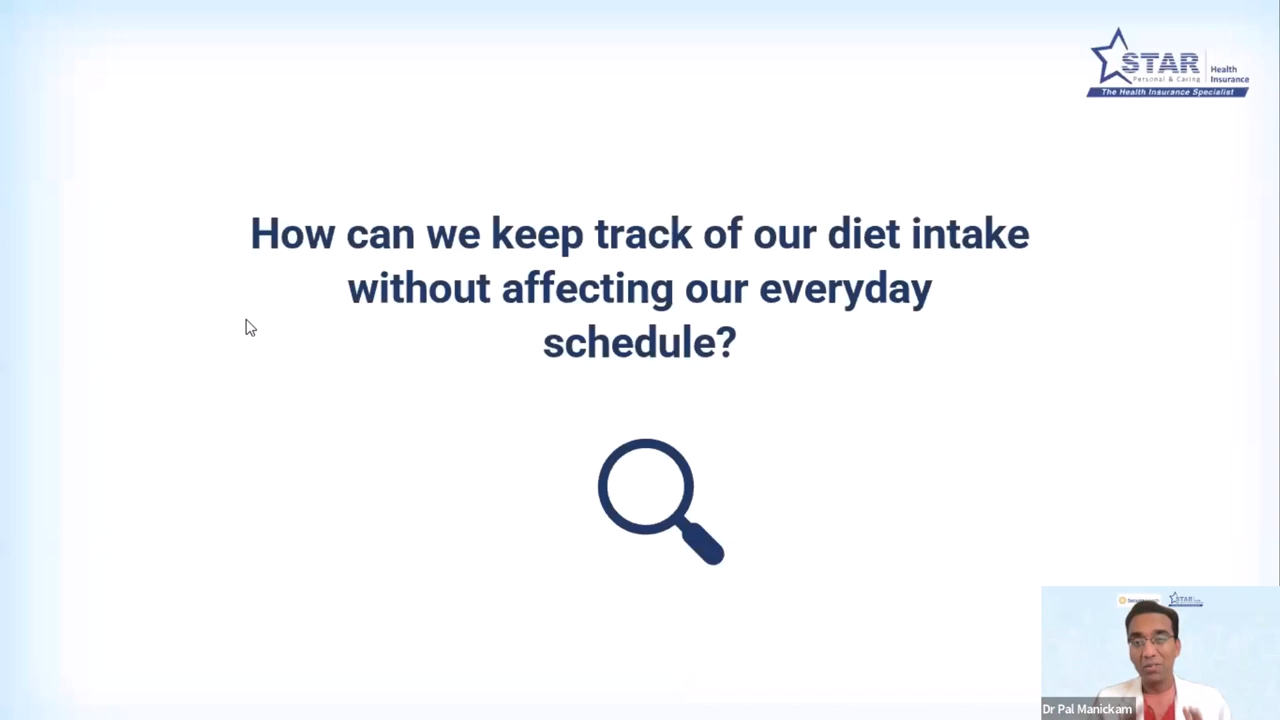 STAR
Personal & Caring
Health
Insurance
The Health Insurance Specialist
How can we keep track of our diet intake
without affecting our everyday
schedule?
STAR
Dr Pal Manickam